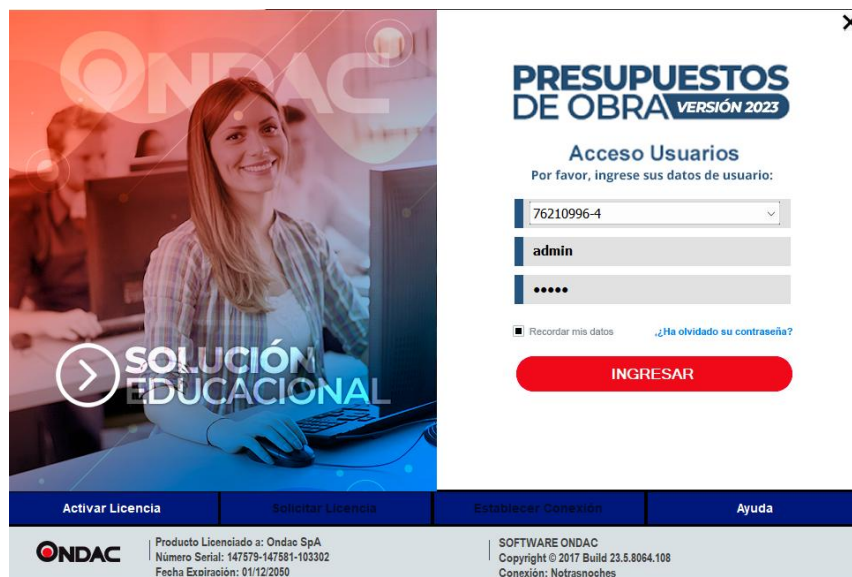 ONDAC
SOLUCIÓN
EDUCACIONAL
PRESUPUESTOS
DE OBRA VERSIÓN 2023
Acceso Usuarios
Por favor, ingrese sus datos de usuario:
76210996-4
admin
•••••
Recordar mis datos
.¿Ha olvidado su contraseña?
INGRESAR
Activar Licencia
Solicitar Licencia
Establecer Conexión
Ayuda
ONDAC
Producto Licenciado a: Ondac SpA
Número Serial: 147579-147581-103302
Fecha Expiración: 01/12/2050
SOFTWARE ONDAC
Copyright © 2017 Build 23.5.8064.108
Conexión: Notrasnoches